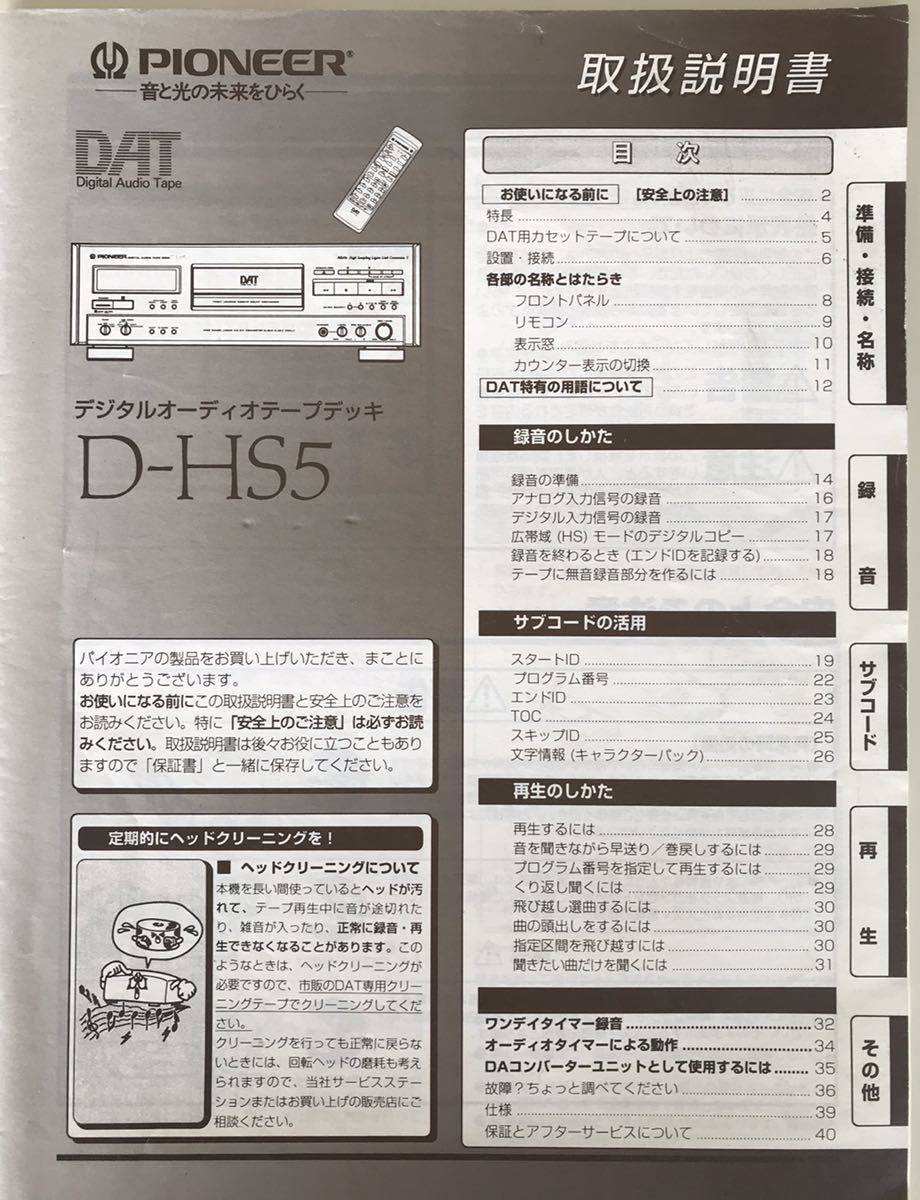 PIONEER®
音と光の未来をひらく
取扱説明書
DAT
Digital Audio Tape
PIONEER
DAT
デジタルオーディオテープデッキ
D-HS5
パイオニアの製品をお買い上げいただき、まことに
ありがとうございます。
お使いになる前にこの取扱説明書と安全上のご注意を
お読みください。特に「安全上のご注意」は必ずお読
みください。取扱説明書は後々お役に立つこともあり
ますので「保証書」と一緒に保存してください。
定期的にヘッドクリーニングを！
■ ヘッドクリーニングについて
本機を長い間使っているとヘッドが汚
れて、テープ再生中に音が途切れた
り、雑音が入ったり、正常に録音・再
生できなくなることがあります。この
ようなときは、ヘッドクリーニングが
必要ですので、市販のDAT専用クリー
ニングテープでクリーニングしてくだ
さい。
クリーニングを行っても正常に戻らな
いときには、回転ヘッドの磨耗も考え
られますので、当社サービスステー
ションまたはお買い上げの販売店にご
相談ください。
目 次
お使いになる前に [安全上の注意] 2
特長 4
DAT用カセットテープについて 5
設置・接続 6
各部の名称とはたらき
フロントパネル 8
リモコン 9
表示窓 10
カウンター表示の切換 11
DAT特有の用語について 12
録音のしかた
録音の準備 14
アナログ入力信号の録音 16
デジタル入力信号の録音 17
広帯域 (HS) モードのデジタルコピー 17
録音を終わるとき (エンドIDを記録する) 18
テープに無音録音部分を作るには 18
サブコードの活用
スタートID 19
プログラム番号 22
エンドID 23
TOC 24
スキップID 25
文字情報 (キャラクターパック) 26
再生のしかた
再生するには 28
音を聞きながら早送り／巻戻しするには 29
プログラム番号を指定して再生するには 29
くり返し聞くには 29
飛び越し選曲するには 30
曲の頭出しをするには 30
指定区間を飛び越すには 30
聞きたい曲だけを聞くには 31
ワンデイタイマー録音 32
オーディオタイマーによる動作 34
DAコンバーターユニットとして使用するには 35
故障？ちょっと調べてください 36
仕様 39
保証とアフターサービスについて 40
準備・接続・名称
録音
サブコード
再生
その他